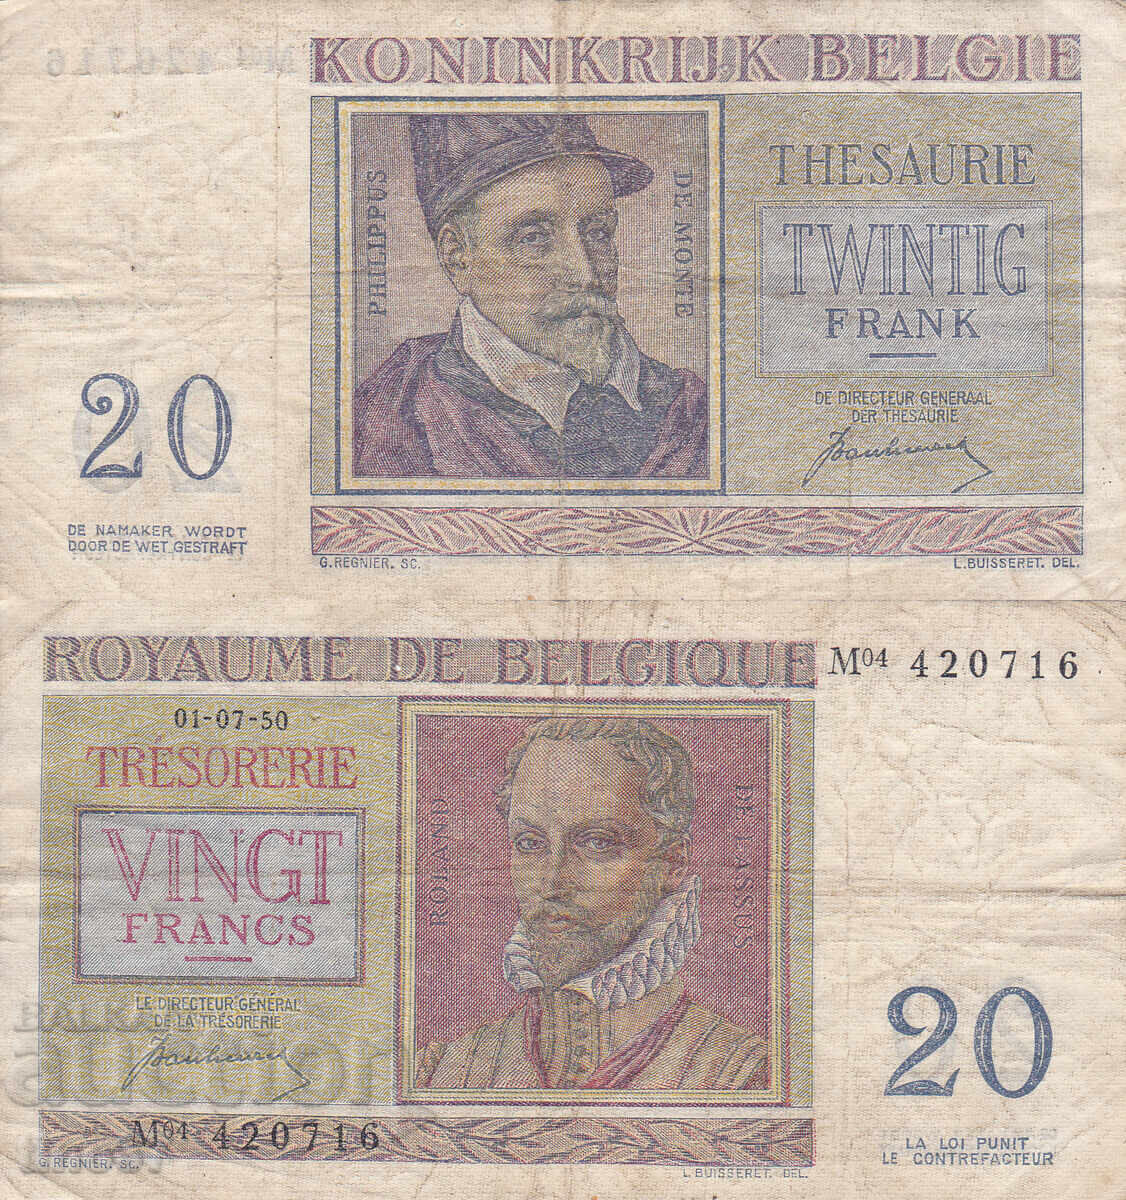 KONINKRIJK BELGIE
PHILIPPUS
DE MONTE
THESAURIE
TWINTIG
FRANK
DE DIRECTEUR GENERAAL
DER THESAURIE
20
DE NAMAKER WORDT
DOOR DE WET GESTRAFT
G. REGNIER. SC.
L. BUISSERET. DEL.
ROYAUME DE BELGIQUE
M04 420716
01-07-50
TRÉSORERIE
VINGT
FRANCS
LE DIRECTEUR GÉNÉRAL
DE LA TRÉSORERIE
ROLAND
DE LASSUS
20
M04 420716
LA LOI PUNIT
LE CONTREFACTEUR
G. REGNIER. SC.
L. BUISSERET. DEL.